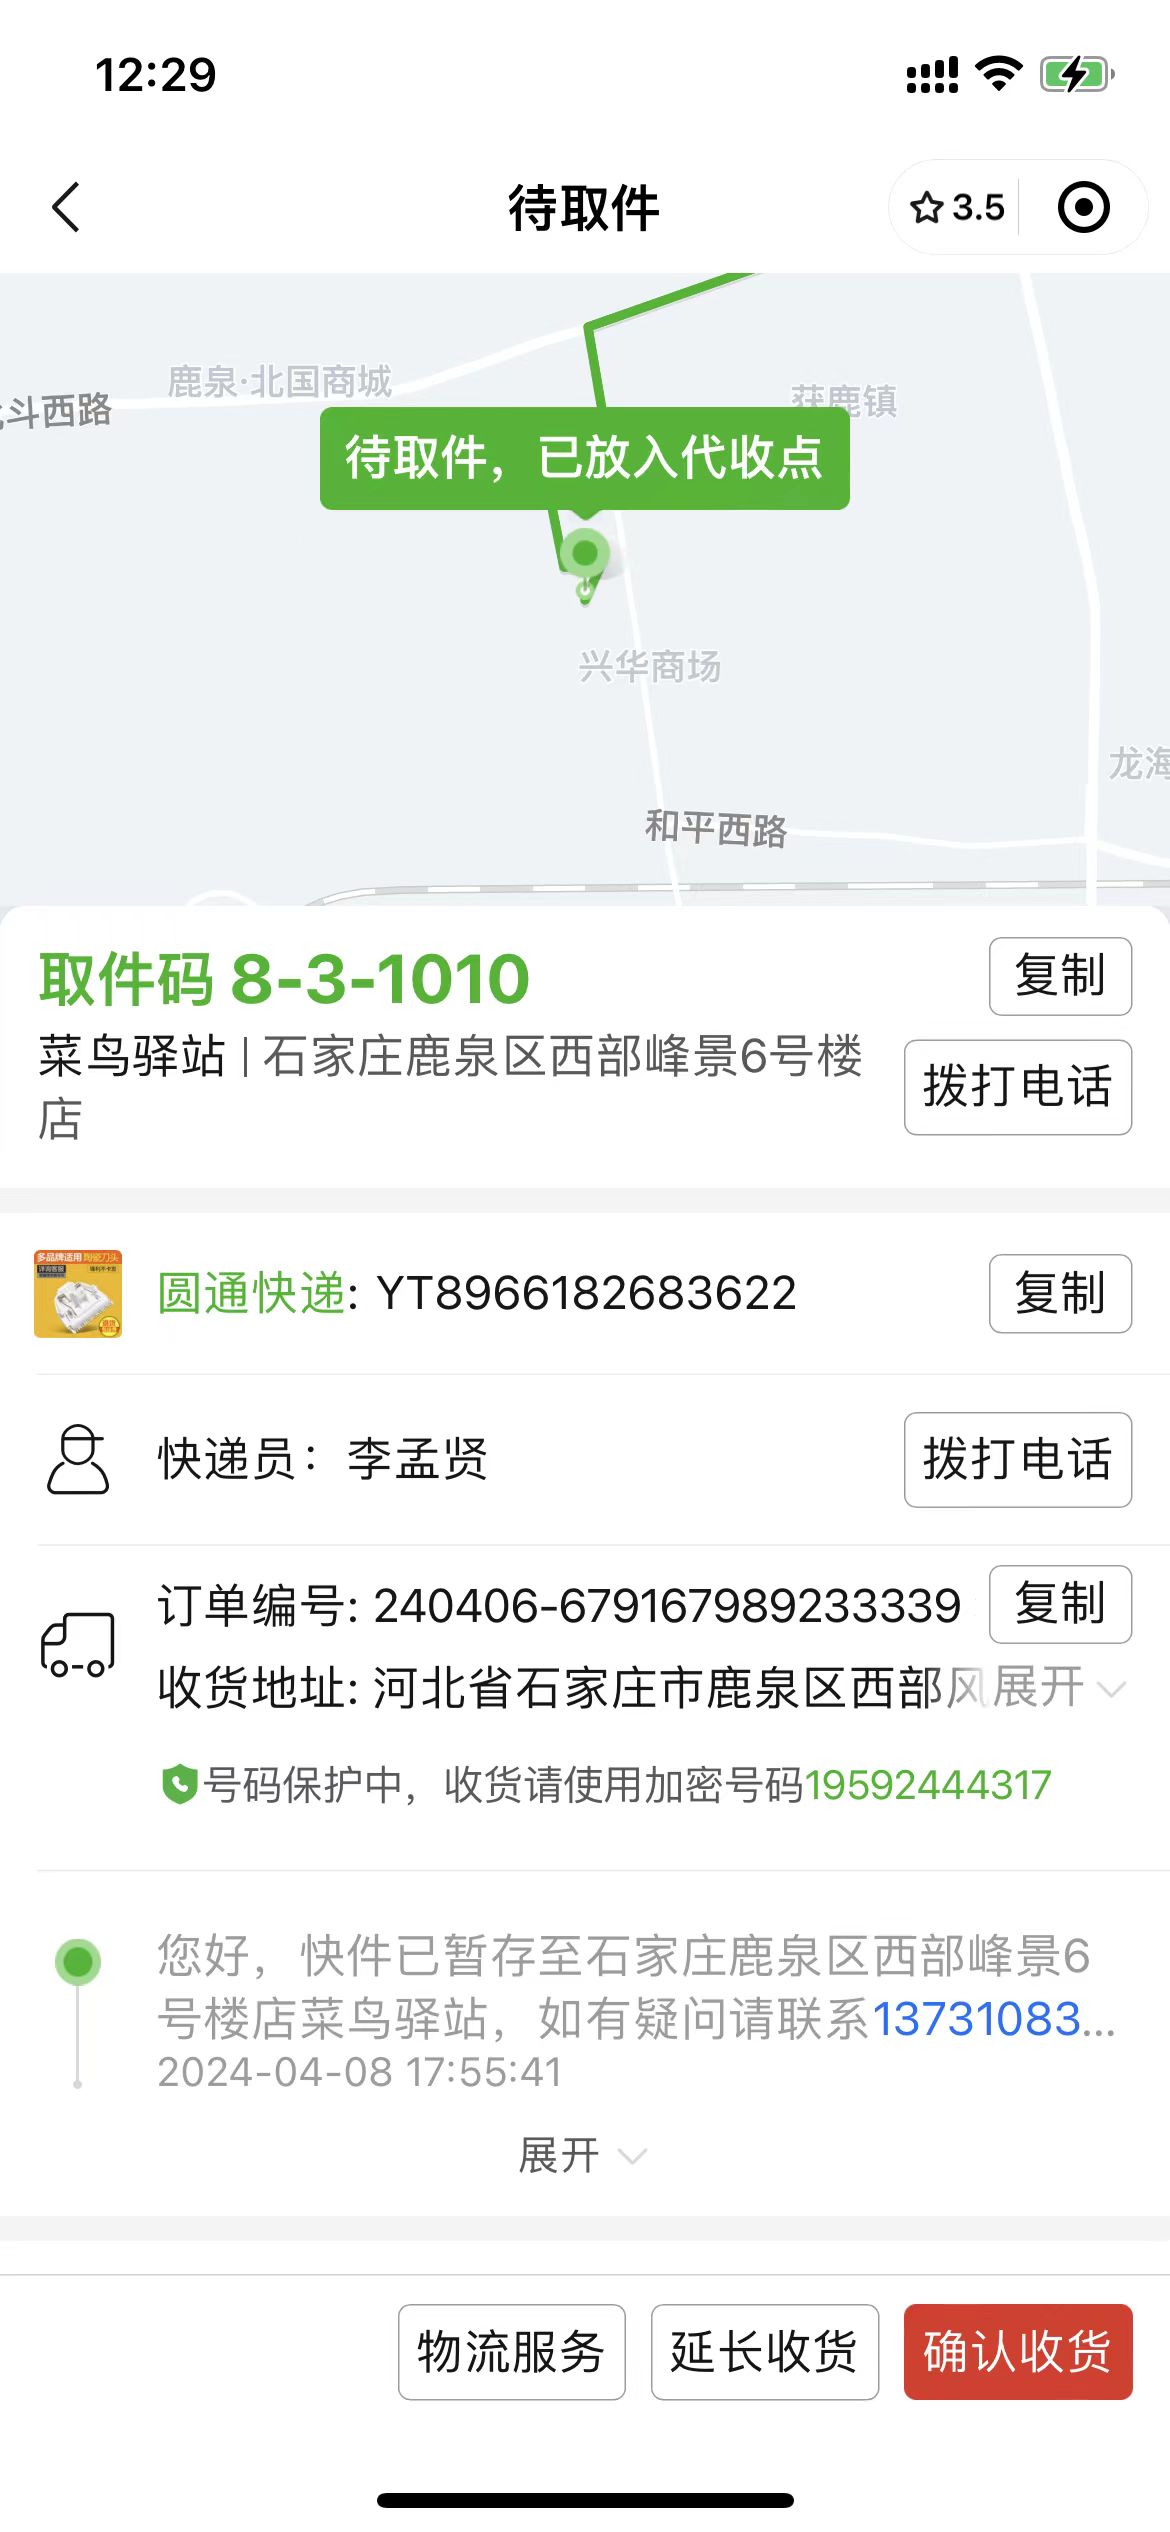 12:29
待取件
3.5
鹿泉·北国商城
斗西路
获鹿镇
待取件，已放入代收点
兴华商场
龙海
和平西路
取件码 8-3-1010
复制
菜鸟驿站 | 石家庄鹿泉区西部峰景6号楼
店
拨打电话
多品牌适用 陶瓷刀头
圆通快递: YT8966182683622
复制
快递员：李孟贤
拨打电话
订单编号: 240406-679167989233339
复制
收货地址: 河北省石家庄市鹿泉区西部风
展开
号码保护中，收货请使用加密号码19592444317
您好，快件已暂存至石家庄鹿泉区西部峰景6
号楼店菜鸟驿站，如有疑问请联系13731083...
2024-04-08 17:55:41
展开
物流服务
延长收货
确认收货